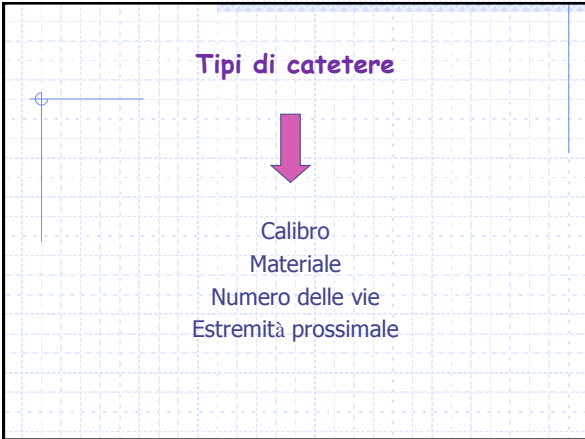 Tipi di catetere
Calibro
Materiale
Numero delle vie
Estremità prossimale